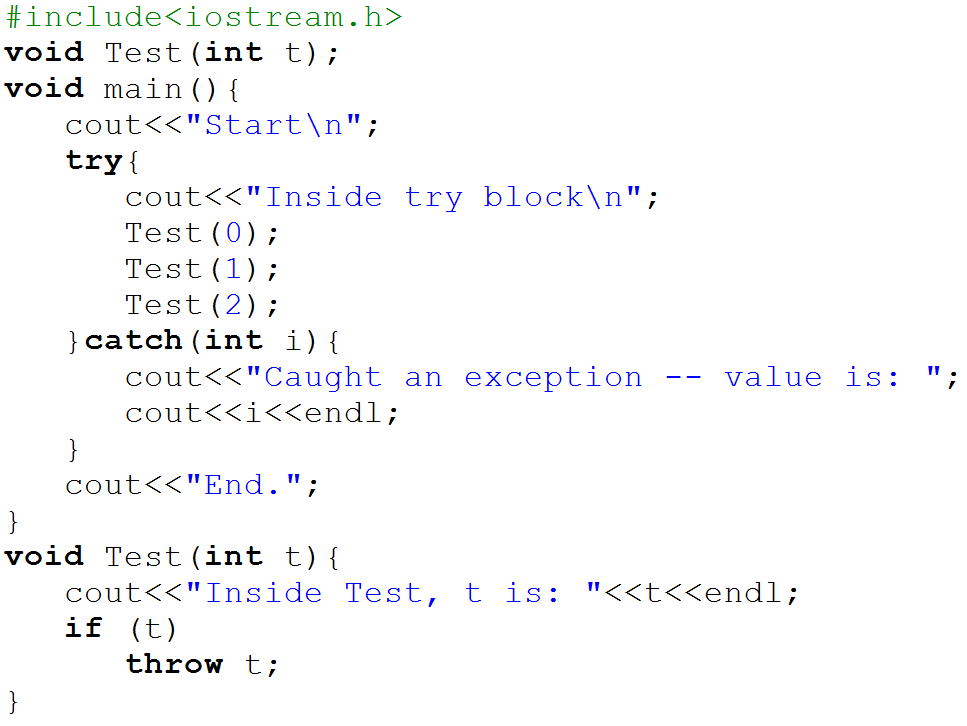 #include<iostream.h>
void Test(int t);
void main(){
   cout<<"Start\n";
   try{
      cout<<"Inside try block\n";
      Test(0);
      Test(1);
      Test(2);
   }catch(int i){
      cout<<"Caught an exception -- value is: ";
      cout<<i<<endl;
   }
   cout<<"End.";
}
void Test(int t){
   cout<<"Inside Test, t is: "<<t<<endl;
   if (t)
      throw t;
}